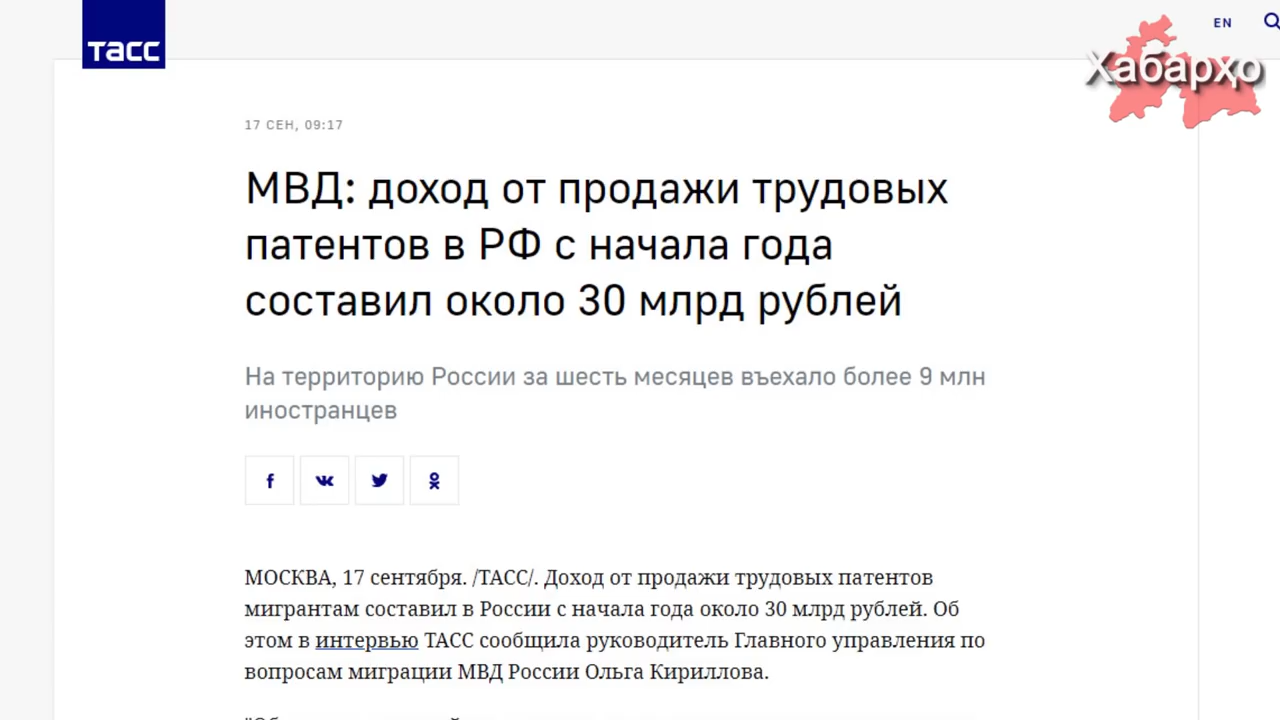 тасс
EN
Хабарҳо
17 СЕН, 09:17
МВД: доход от продажи трудовых
патентов в РФ с начала года
составил около 30 млрд рублей
На территорию России за шесть месяцев въехало более 9 млн
иностранцев
МОСКВА, 17 сентября. /ТАСС/. Доход от продажи трудовых патентов
мигрантам составил в России с начала года около 30 млрд рублей. Об
этом в интервью ТАСС сообщила руководитель Главного управления по
вопросам миграции МВД России Ольга Кириллова.